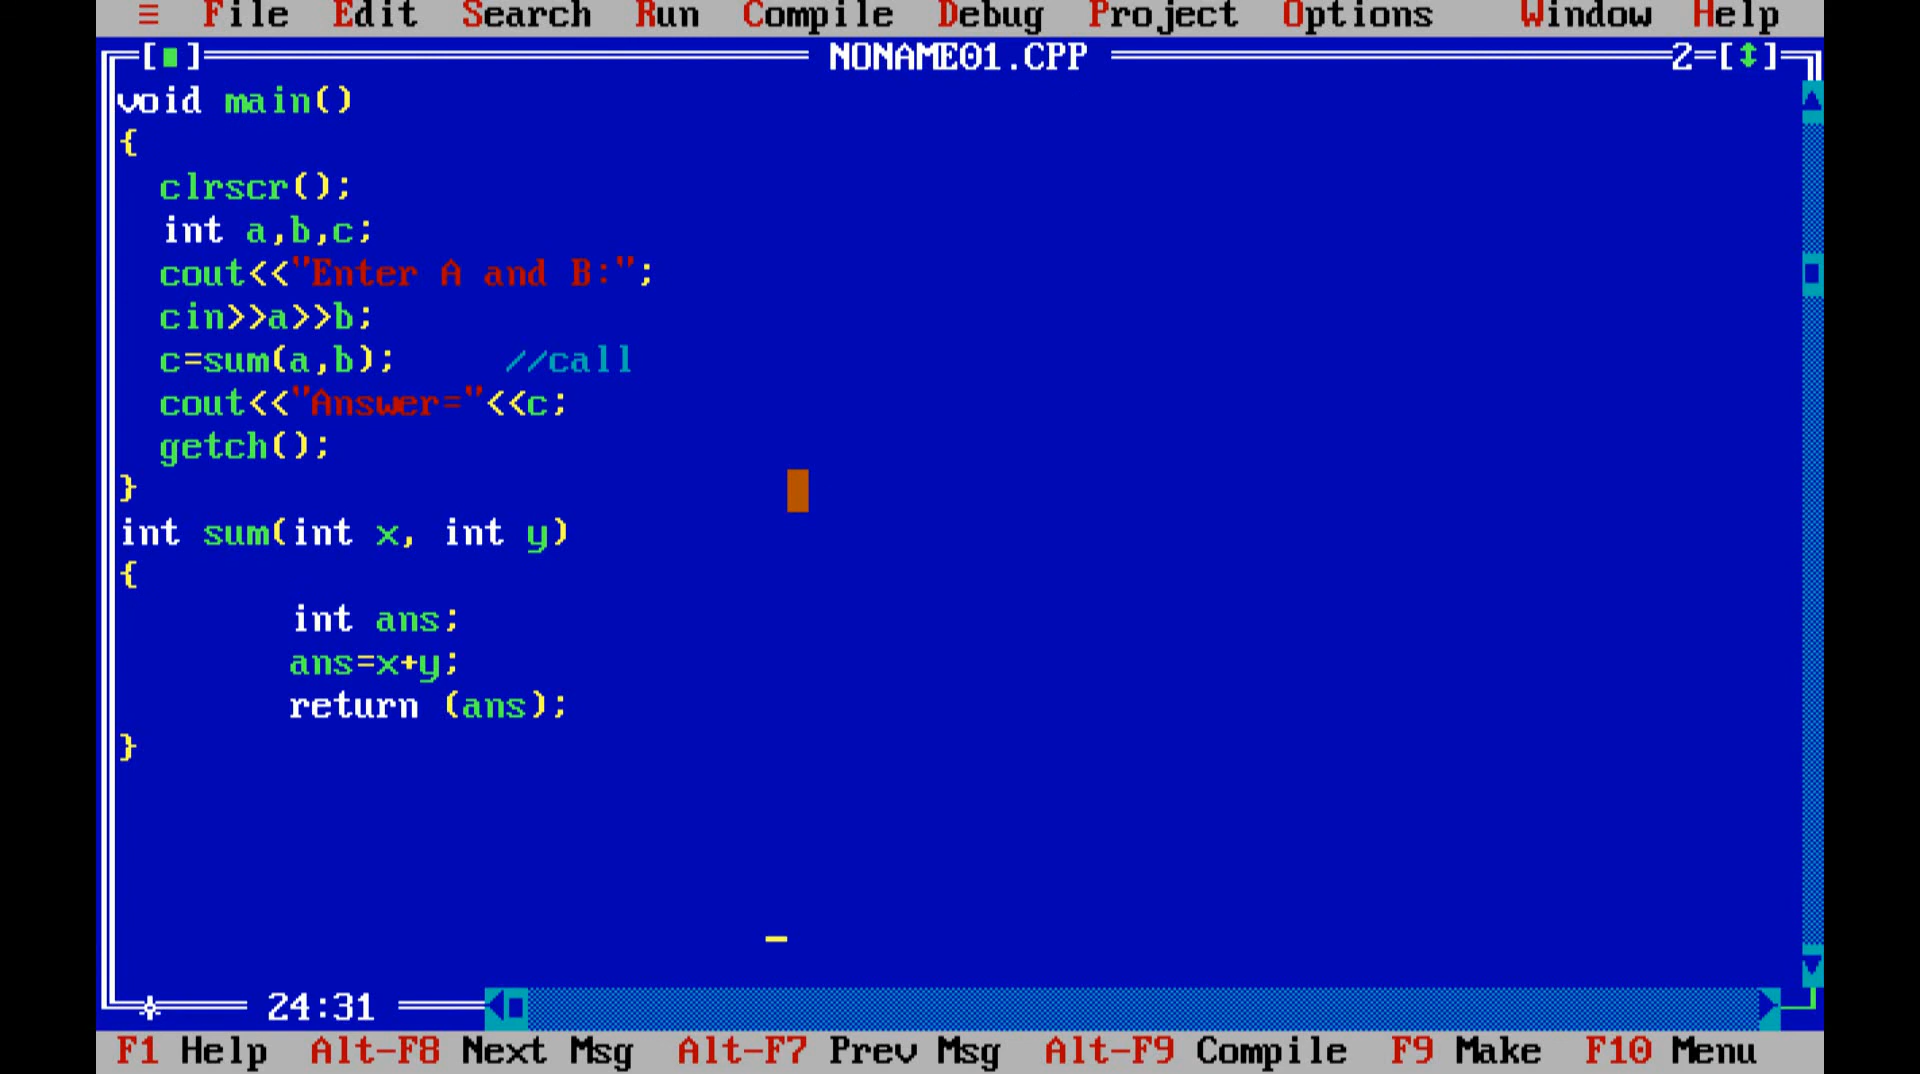 ≡ File Edit Search Run Compile Debug Project Options Window Help
[■] NONAME01.CPP 2=[↕]
void main()
{
clrscr();
int a,b,c;
cout<<"Enter A and B:";
cin>>a>>b;
c=sum(a,b); //call
cout<<"Answer="<<c;
getch();
}
int sum(int x, int y)
{
int ans;
ans=x+y;
return (ans);
}
24:31
F1 Help Alt-F8 Next Msg Alt-F7 Prev Msg Alt-F9 Compile F9 Make F10 Menu